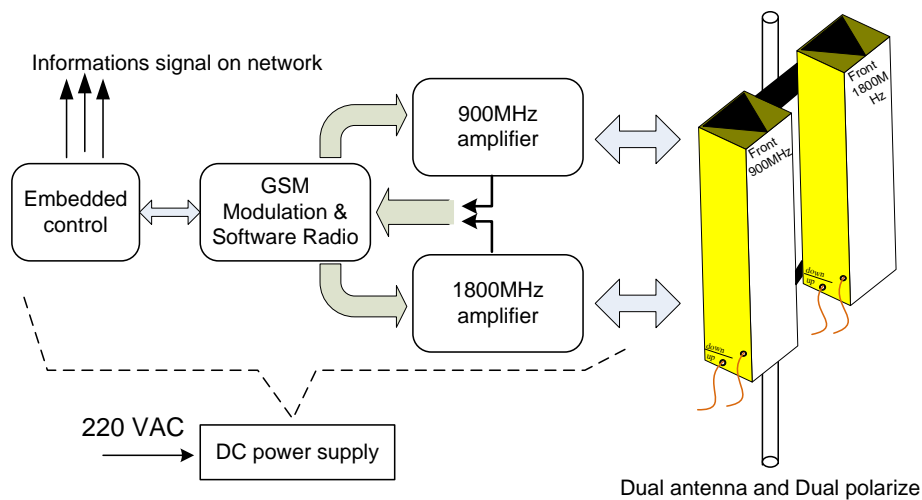 Informations signal on network
Embedded
control
GSM
Modulation &
Software Radio
900MHz
amplifier
1800MHz
amplifier
Front
1800M
Hz
Front
900MHz
down
up
down
up
220 VAC
DC power supply
Dual antenna and Dual polarize